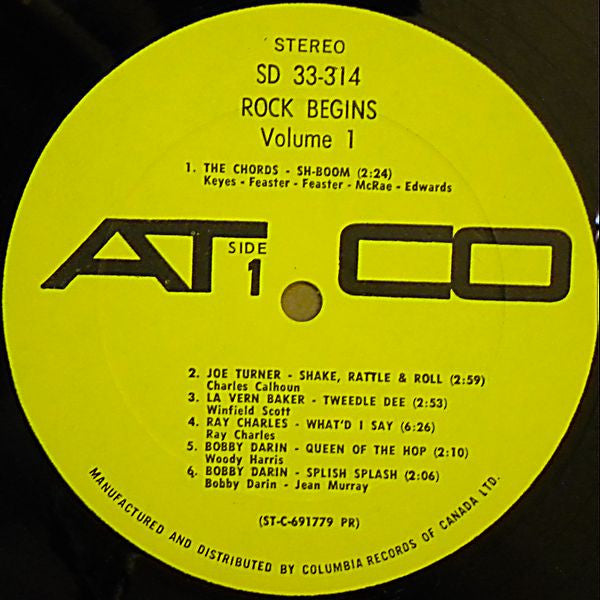 STEREO
SD 33-314
ROCK BEGINS
Volume 1
1. THE CHORDS - SH-BOOM (2:24)
Keyes - Feaster - Feaster - McRae - Edwards
ATCO
SIDE
1
2. JOE TURNER - SHAKE, RATTLE & ROLL (2:59)
Charles Calhoun
3. LA VERN BAKER - TWEEDLE DEE (2:53)
Winfield Scott
4. RAY CHARLES - WHAT'D I SAY (6:26)
Ray Charles
5. BOBBY DARIN - QUEEN OF THE HOP (2:10)
Woody Harris
6. BOBBY DARIN - SPLISH SPLASH (2:06)
Bobby Darin - Jean Murray
(ST-C-691779 PR)
MANUFACTURED AND DISTRIBUTED BY COLUMBIA RECORDS OF CANADA LTD.